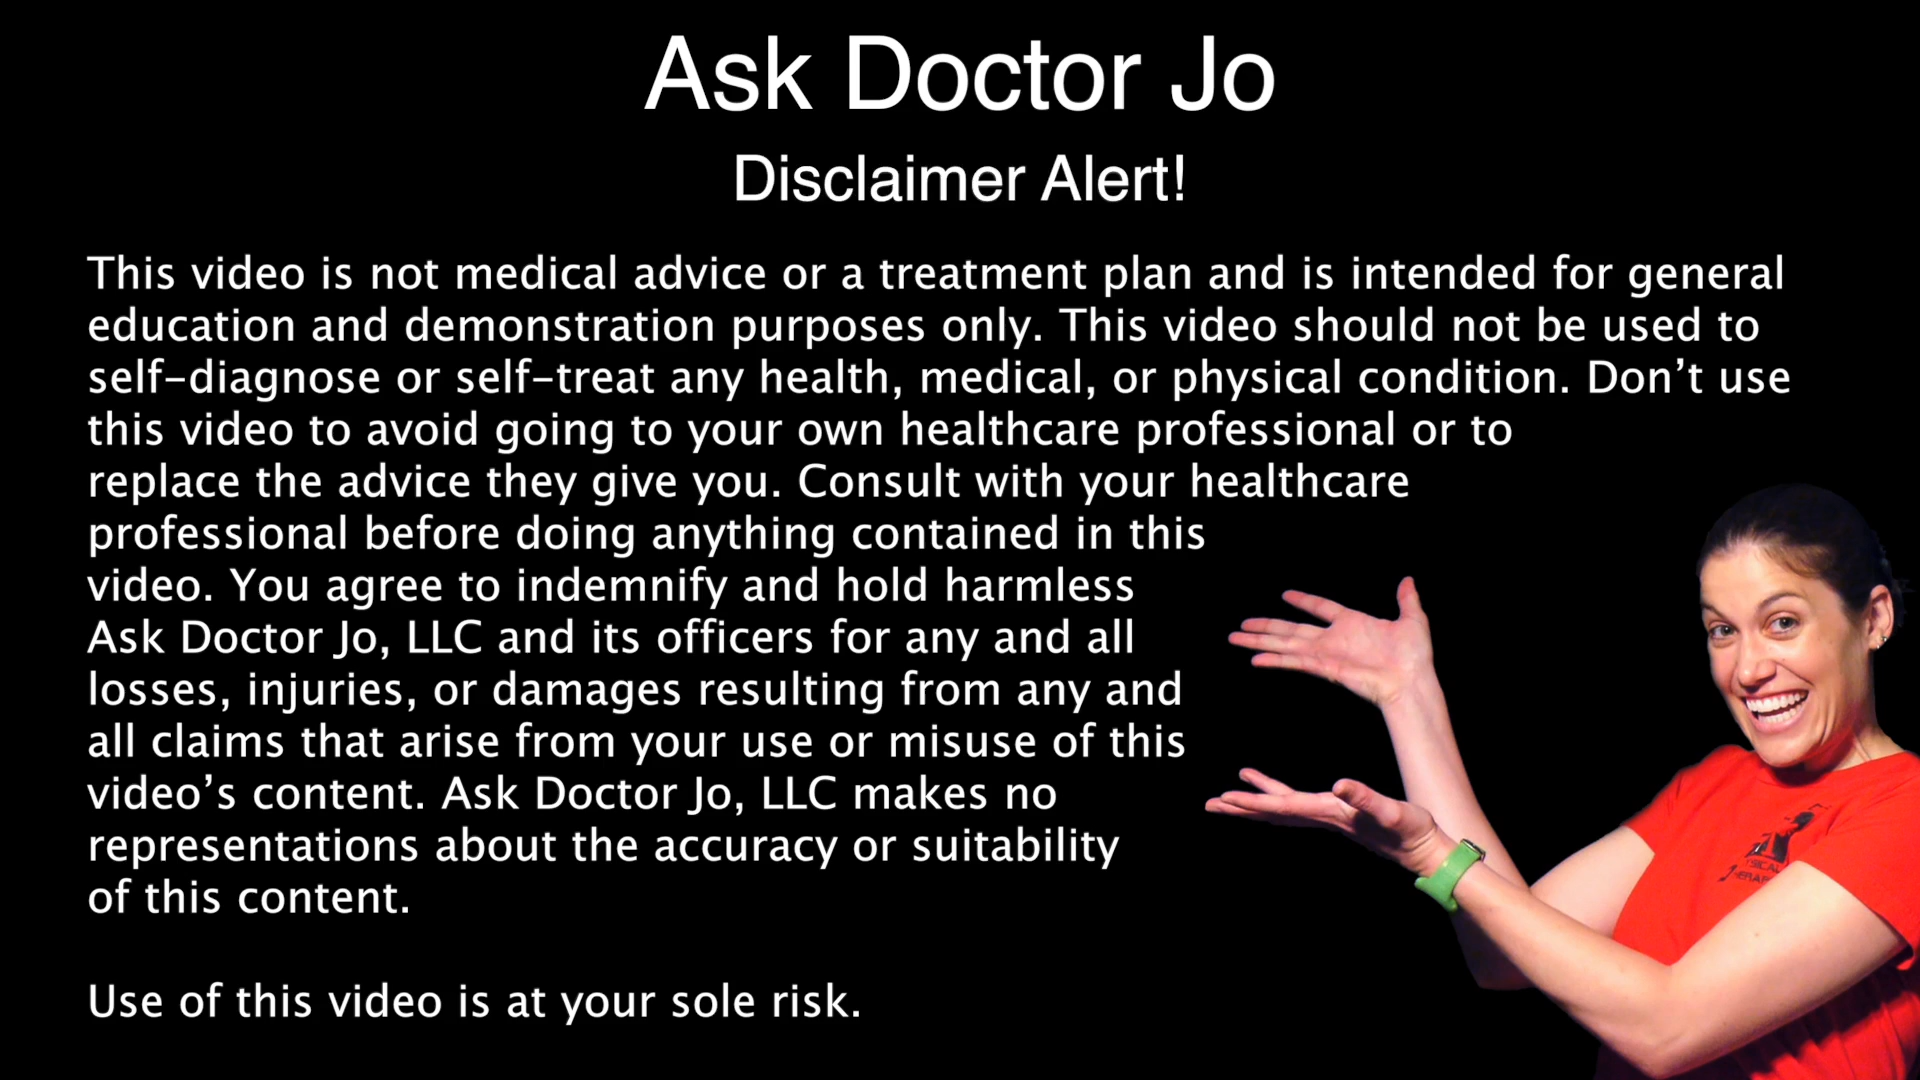 Ask Doctor Jo
Disclaimer Alert!
This video is not medical advice or a treatment plan and is intended for general
education and demonstration purposes only. This video should not be used to
self-diagnose or self-treat any health, medical, or physical condition. Don’t use
this video to avoid going to your own healthcare professional or to
replace the advice they give you. Consult with your healthcare
professional before doing anything contained in this
video. You agree to indemnify and hold harmless
Ask Doctor Jo, LLC and its officers for any and all
losses, injuries, or damages resulting from any and
all claims that arise from your use or misuse of this
video’s content. Ask Doctor Jo, LLC makes no
representations about the accuracy or suitability
of this content.
Use of this video is at your sole risk.